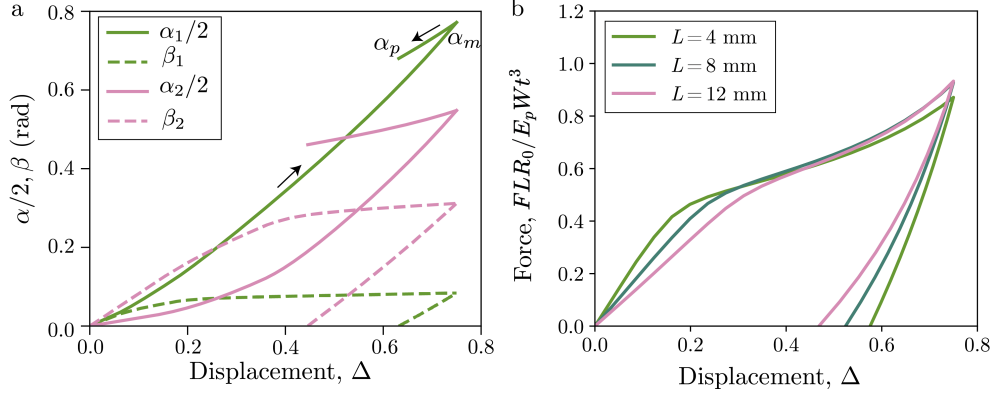 a
α₁/2
β₁
α₂/2
β₂
αₚ
αₘ
0.8
0.6
0.4
0.2
0.0
α/2, β (rad)
0.0 0.2 0.4 0.6 0.8
Displacement, Δ
b
L = 4 mm
L = 8 mm
L = 12 mm
1.2
1.0
0.8
0.6
0.4
0.2
0.0
Force, FLR₀/EₚWt³
0.0 0.2 0.4 0.6 0.8
Displacement, Δ